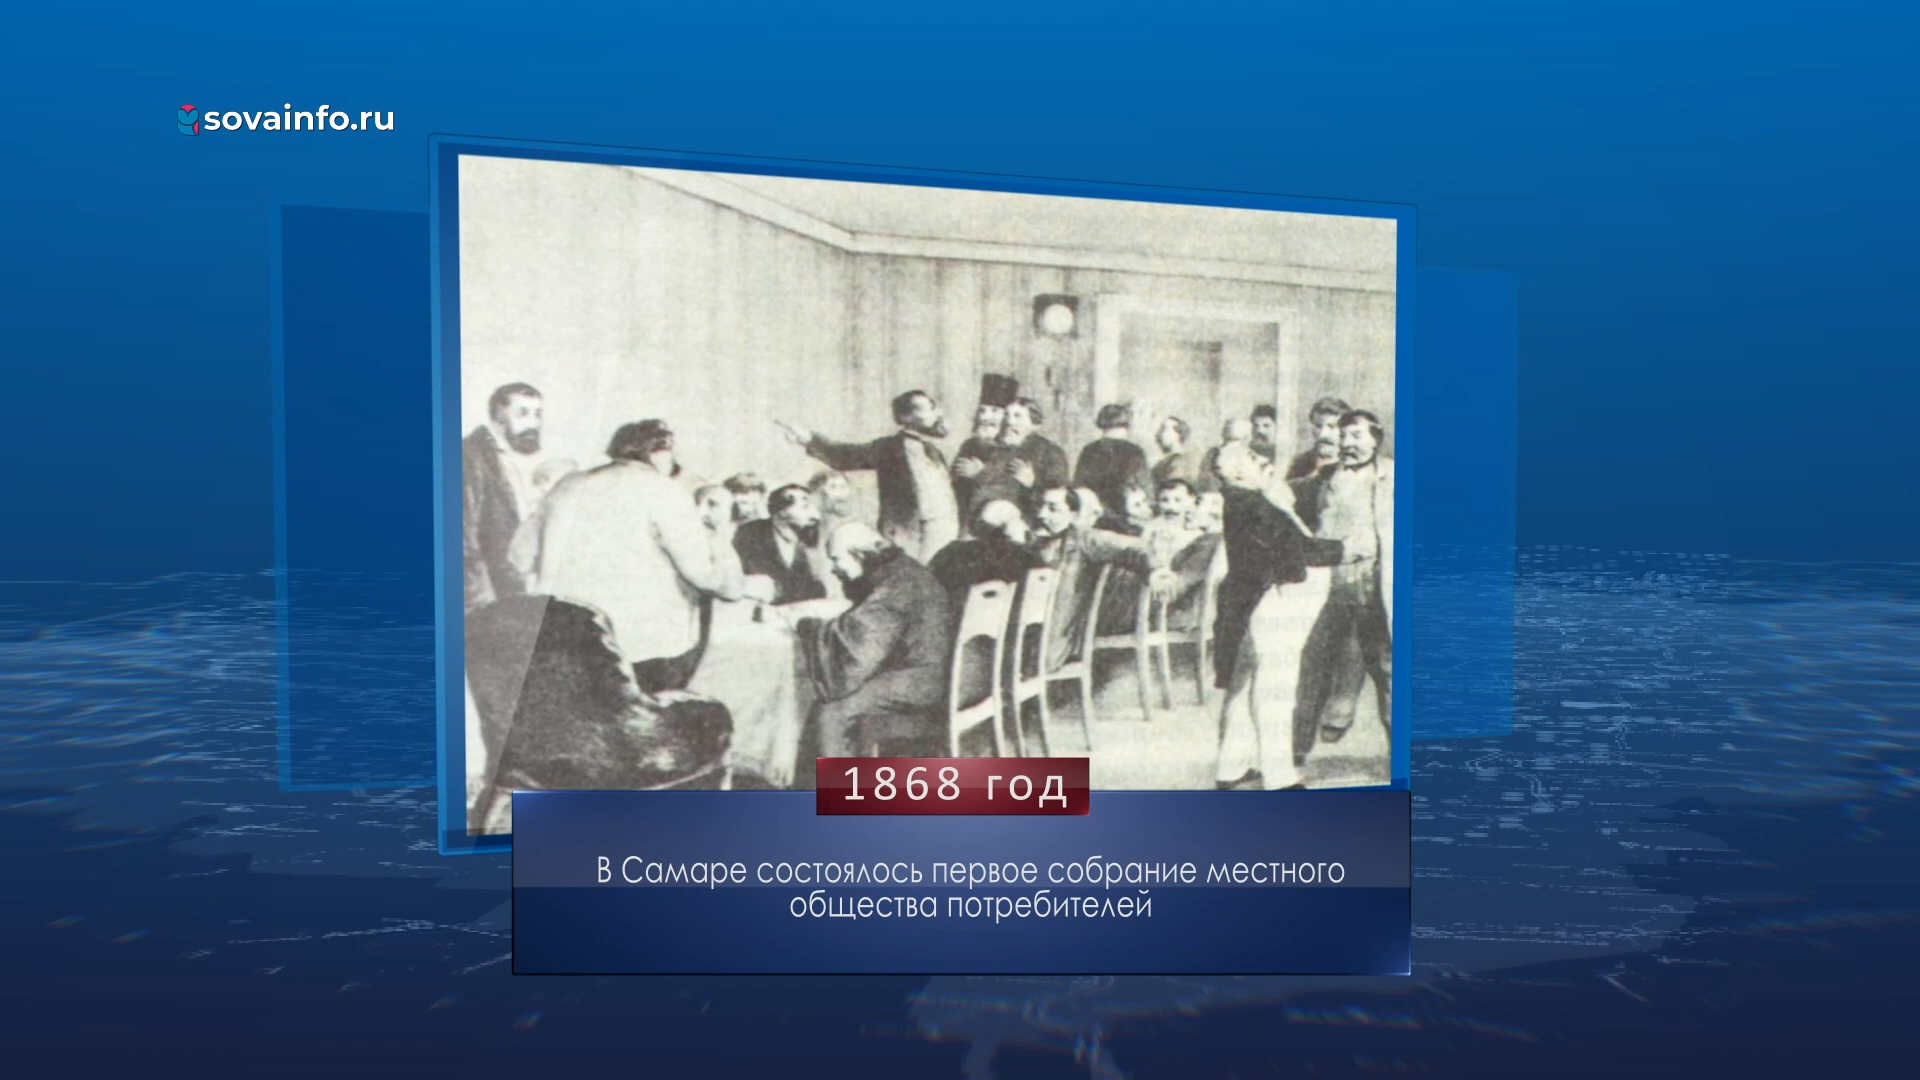 sovainfo.ru
1868 год
В Самаре состоялось первое собрание местного
общества потребителей